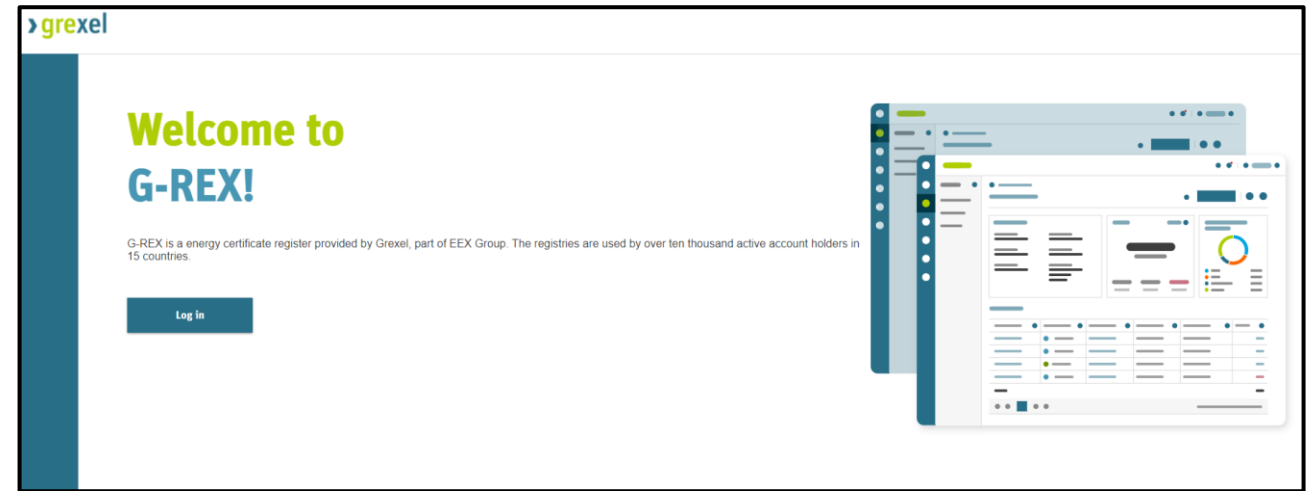 grexel
Welcome to
G-REX!
G-REX is a energy certificate register provided by Grexel, part of EEX Group. The registries are used by over ten thousand active account holders in
15 countries.
Log in